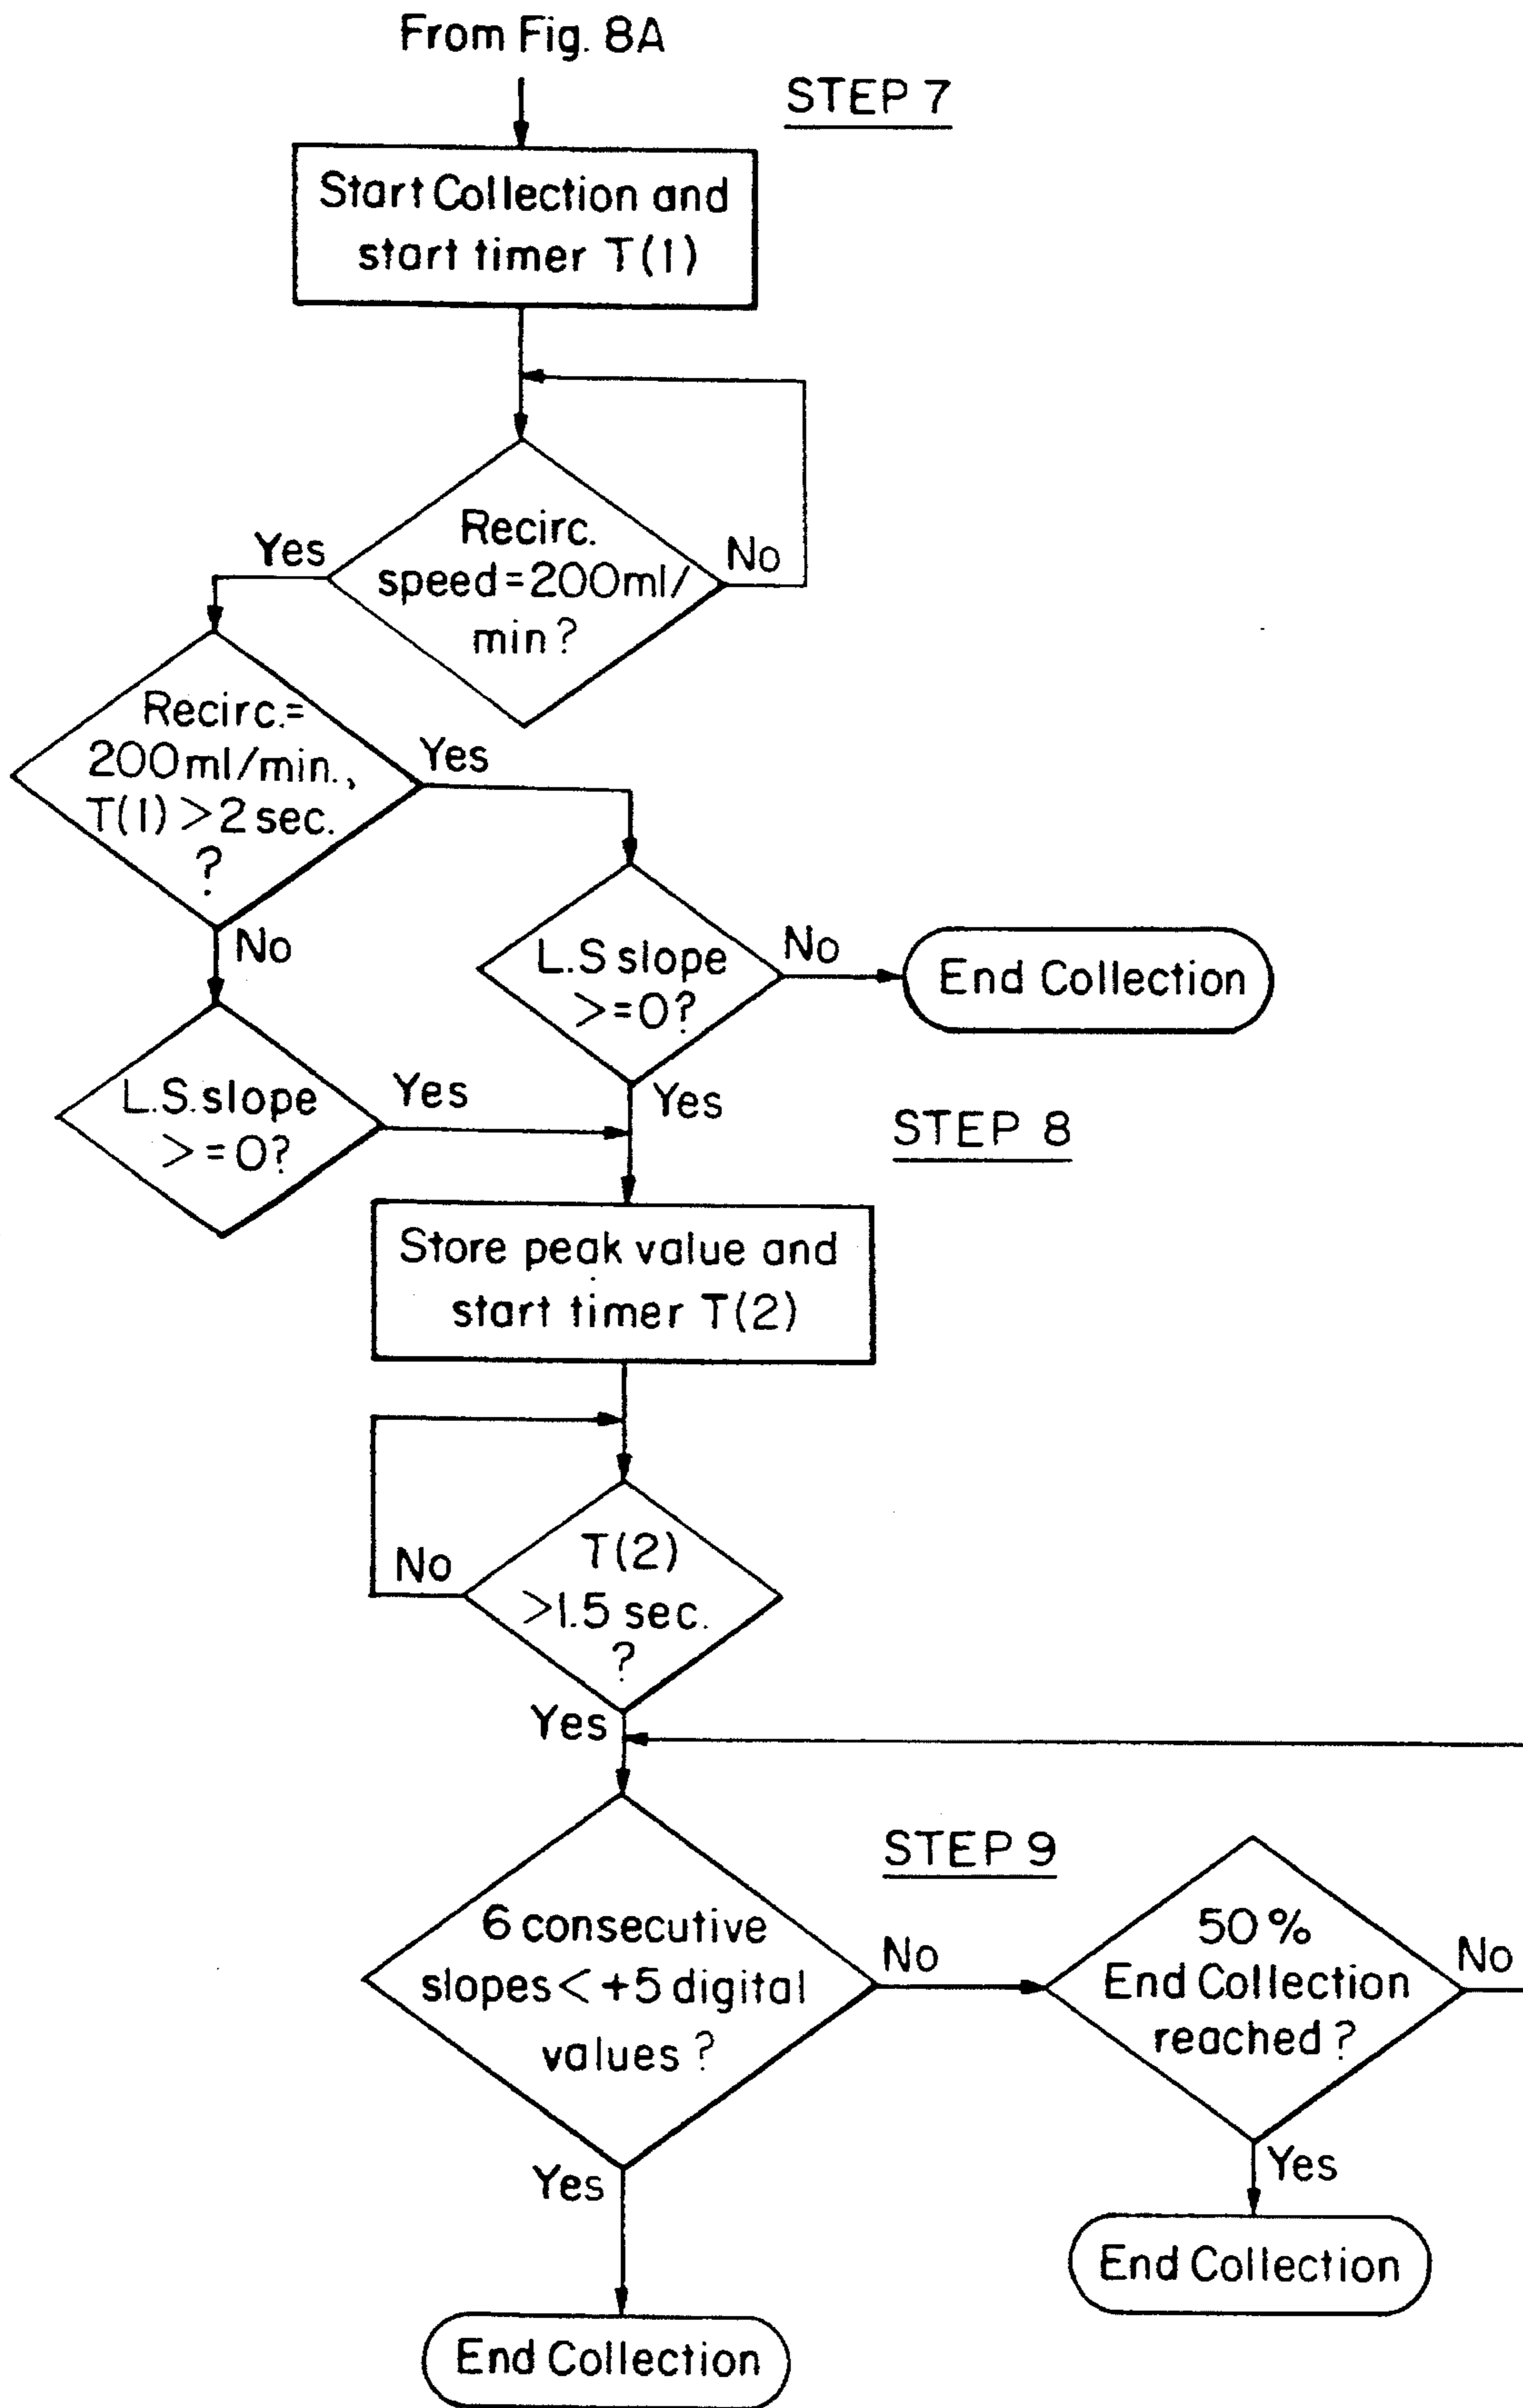 From Fig. 8A
STEP 7
Start Collection and
start timer T(1)
Recirc.
speed=200ml/
min?
Yes
No
Recirc.=
200ml/min.,
T(1) >2 sec.
?
Yes
No
L.S slope
>=0?
No
End Collection
Yes
L.S. slope
>=0?
Yes
STEP 8
Store peak value and
start timer T(2)
T(2)
>1.5 sec.
?
No
Yes
STEP 9
6 consecutive
slopes<+5 digital
values?
No
50%
End Collection
reached?
No
Yes
End Collection
Yes
End Collection